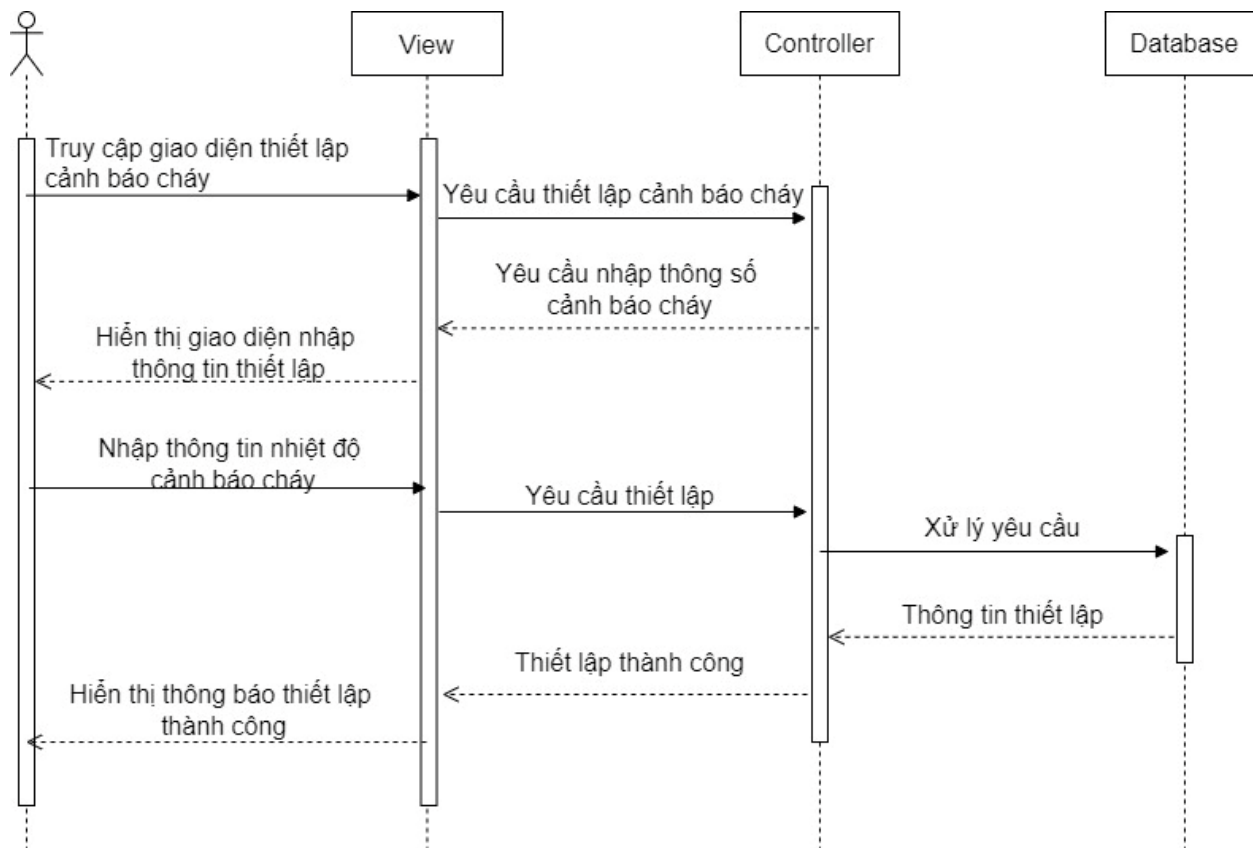 View
Controller
Database
Truy cập giao diện thiết lập
cảnh báo cháy
Yêu cầu thiết lập cảnh báo cháy
Yêu cầu nhập thông số
cảnh báo cháy
Hiển thị giao diện nhập
thông tin thiết lập
Nhập thông tin nhiệt độ
cảnh báo cháy
Yêu cầu thiết lập
Xử lý yêu cầu
Thông tin thiết lập
Thiết lập thành công
Hiển thị thông báo thiết lập
thành công